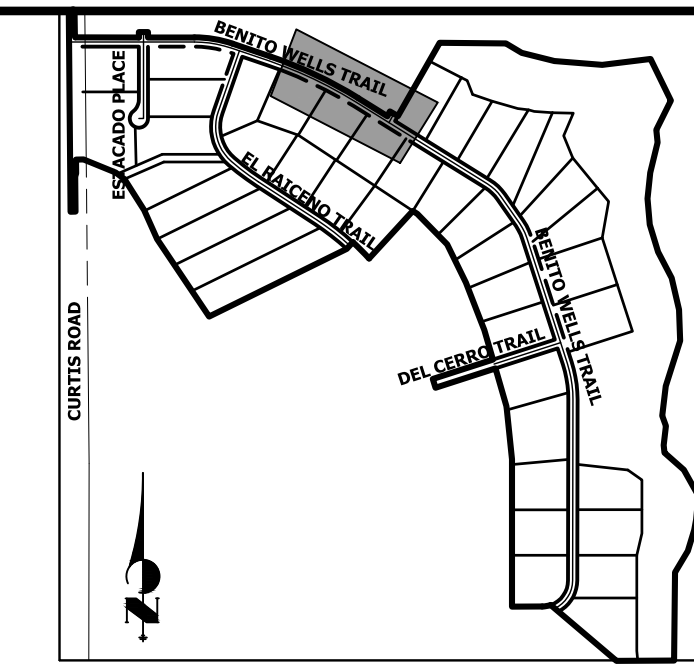 BENITO WELLS TRAIL
ESTACADO PLACE
EL RAICENO TRAIL
BENITO WELLS TRAIL
DEL CERRO TRAIL
CURTIS ROAD
N